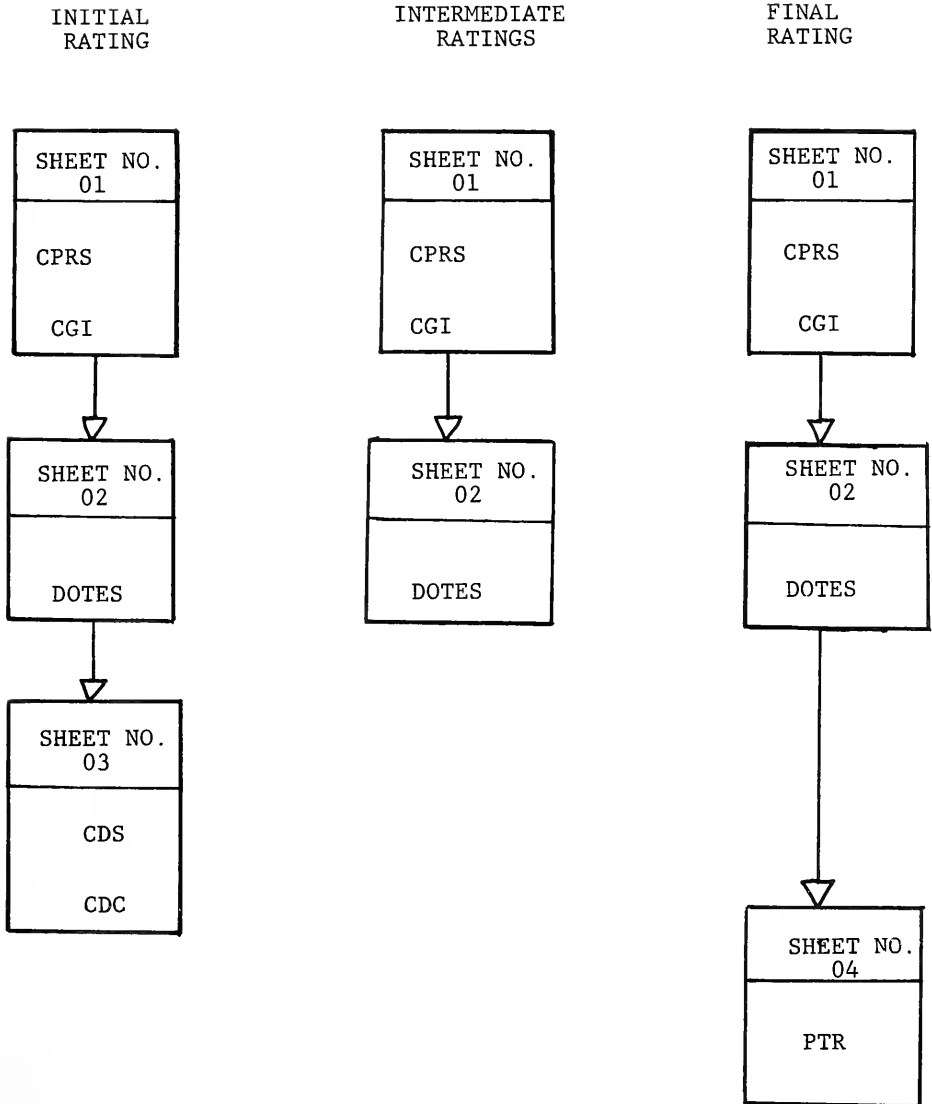 INITIAL
RATING
INTERMEDIATE
RATINGS
FINAL
RATING
SHEET NO.
01
CPRS
CGI
SHEET NO.
02
DOTES
SHEET NO.
03
CDS
CDC
SHEET NO.
01
CPRS
CGI
SHEET NO.
02
DOTES
SHEET NO.
01
CPRS
CGI
SHEET NO.
02
DOTES
SHEET NO.
04
PTR